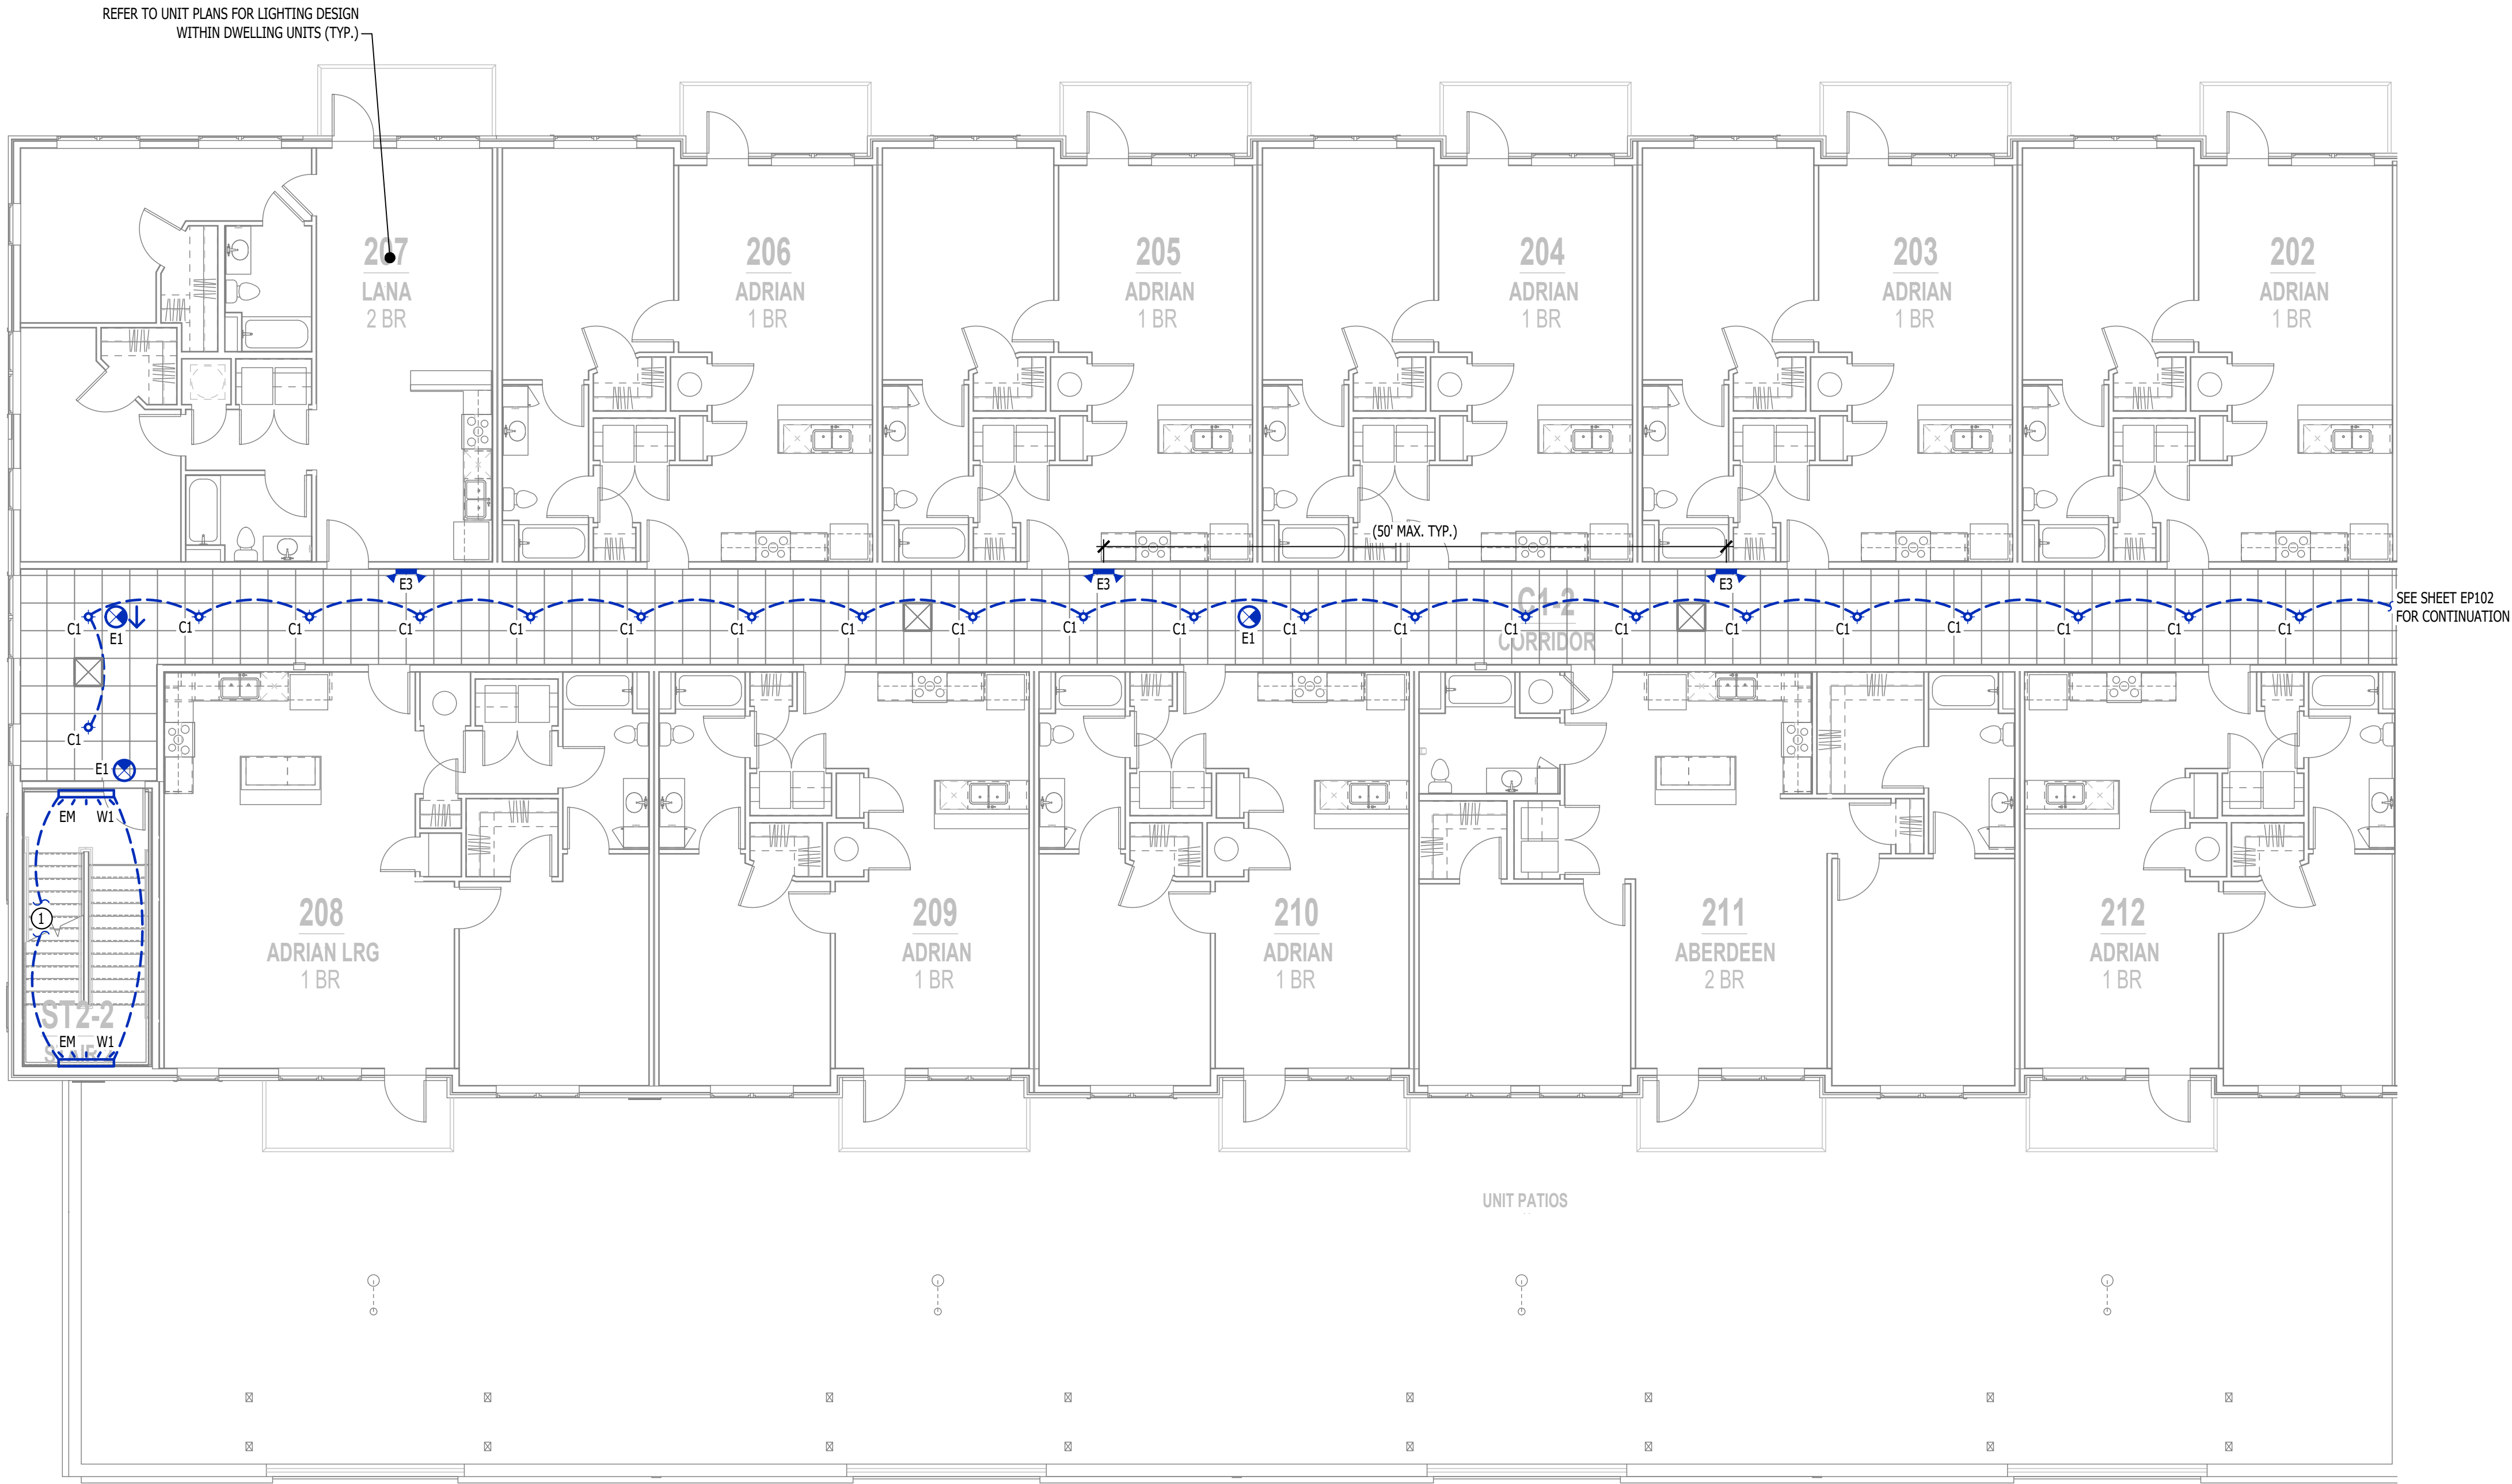 REFER TO UNIT PLANS FOR LIGHTING DESIGN
WITHIN DWELLING UNITS (TYP.)
207
LANA
2 BR
206
ADRIAN
1 BR
205
ADRIAN
1 BR
204
ADRIAN
1 BR
203
ADRIAN
1 BR
202
ADRIAN
1 BR
(50' MAX. TYP.)
E3
E3
E3
C1-2
CORRIDOR
SEE SHEET EP102
FOR CONTINUATION
C1
E1
C1
C1
C1
C1
C1
C1
C1
C1
C1
C1
E1
C1
C1
C1
C1
C1
C1
C1
C1
C1
C1
C1
E1
EM W1
1
ST2-2
STAIR 2
EM W1
208
ADRIAN LRG
1 BR
209
ADRIAN
1 BR
210
ADRIAN
1 BR
211
ABERDEEN
2 BR
212
ADRIAN
1 BR
UNIT PATIOS